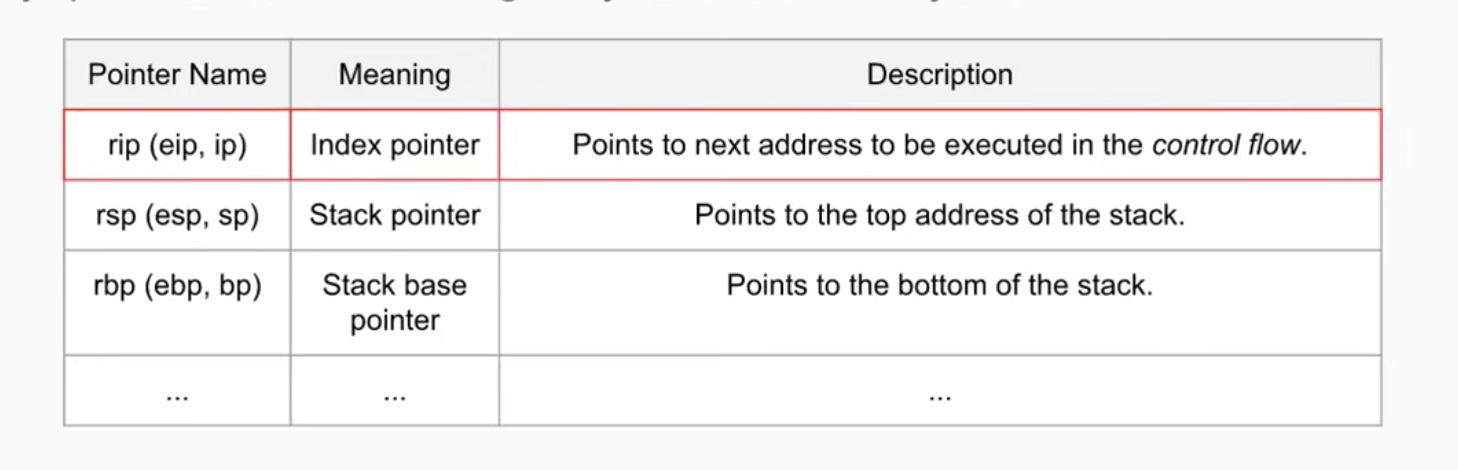 Pointer Name Meaning Description
rip (eip, ip) Index pointer Points to next address to be executed in the control flow.
rsp (esp, sp) Stack pointer Points to the top address of the stack.
rbp (ebp, bp) Stack base pointer Points to the bottom of the stack.
... ... ...